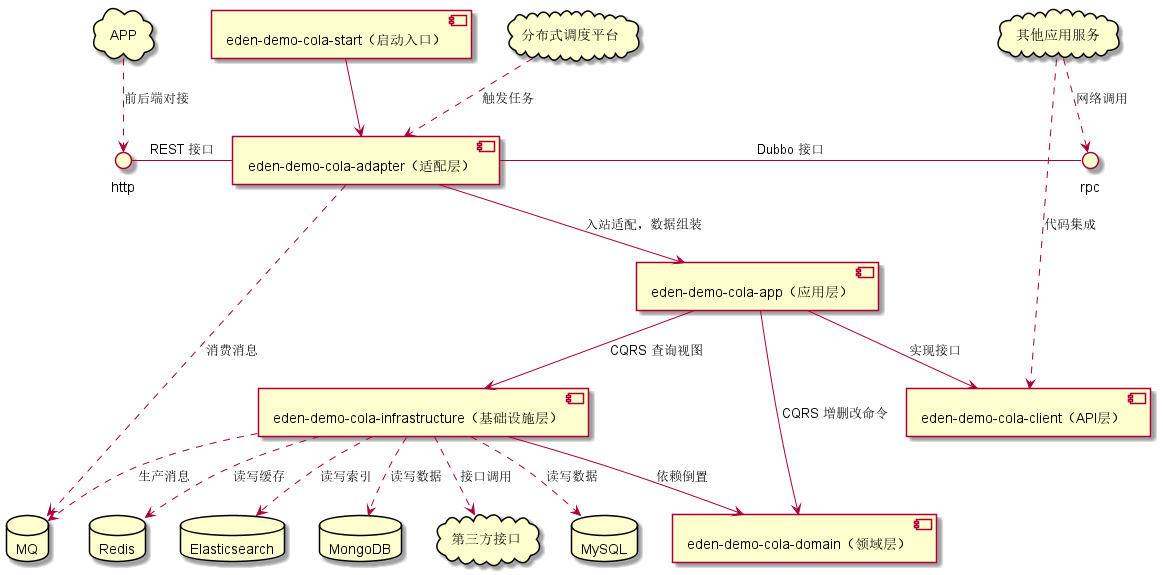 APP
eden-demo-cola-start（启动入口）
分布式调度平台
其他应用服务
前后端对接
触发任务
网络调用
REST 接口
Dubbo 接口
eden-demo-cola-adapter（适配层）
http
rpc
入站适配，数据组装
代码集成
eden-demo-cola-app（应用层）
消费消息
CQRS 查询视图
实现接口
CQRS 增删改命令
eden-demo-cola-infrastructure（基础设施层）
eden-demo-cola-client（API层）
生产消息
读写缓存
读写索引
读写数据
接口调用
读写数据
依赖倒置
MQ
Redis
Elasticsearch
MongoDB
第三方接口
MySQL
eden-demo-cola-domain（领域层）